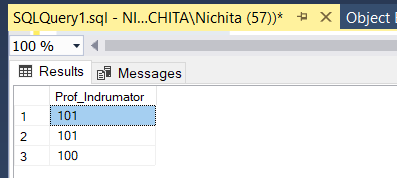 SQLQuery1.sql - NI...CHITA\Nichita (57))*
Object
100 %
Results Messages
Prof_Indrumator
1 101
2 101
3 100